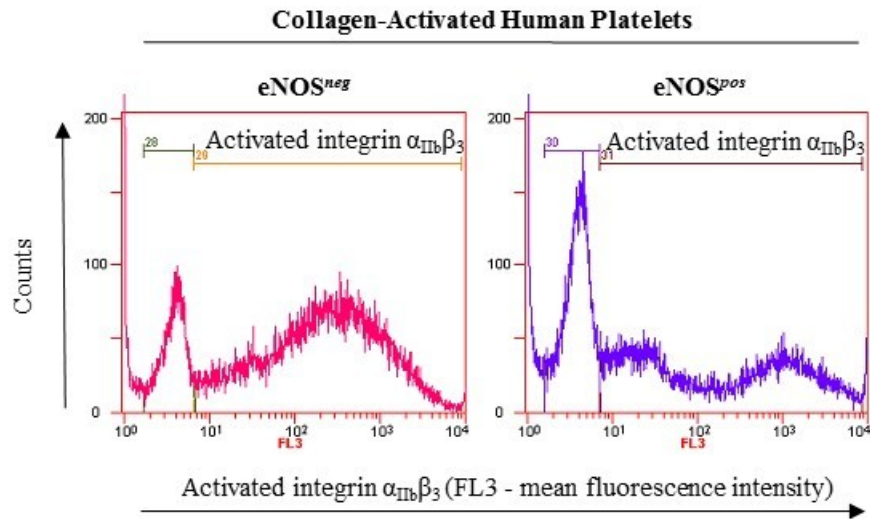 Collagen-Activated Human Platelets
eNOSneg
eNOSpos
200
100
0
Counts
28
29
Activated integrin αIIbβ3
10^0
10^1
10^2
10^3
10^4
FL3
200
100
0
30
31
Activated integrin αIIbβ3
10^0
10^1
10^2
10^3
10^4
FL3
Activated integrin αIIbβ3 (FL3 - mean fluorescence intensity)